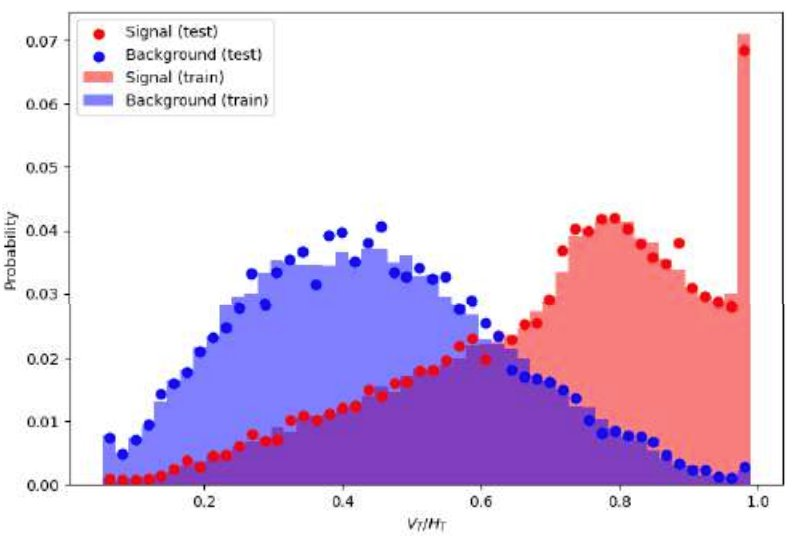 Signal (test)
Background (test)
Signal (train)
Background (train)
Probability
0.07
0.06
0.05
0.04
0.03
0.02
0.01
0.00
0.2
0.4
0.6
0.8
1.0
V_T/H_T